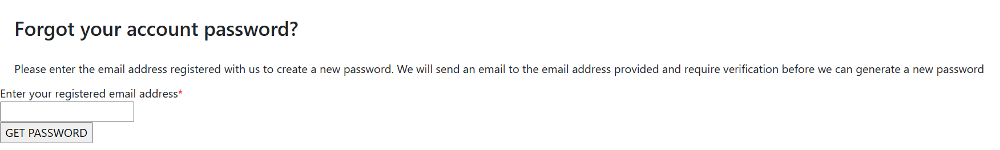 Forgot your account password?
Please enter the email address registered with us to create a new password. We will send an email to the email address provided and require verification before we can generate a new password
Enter your registered email address*
GET PASSWORD